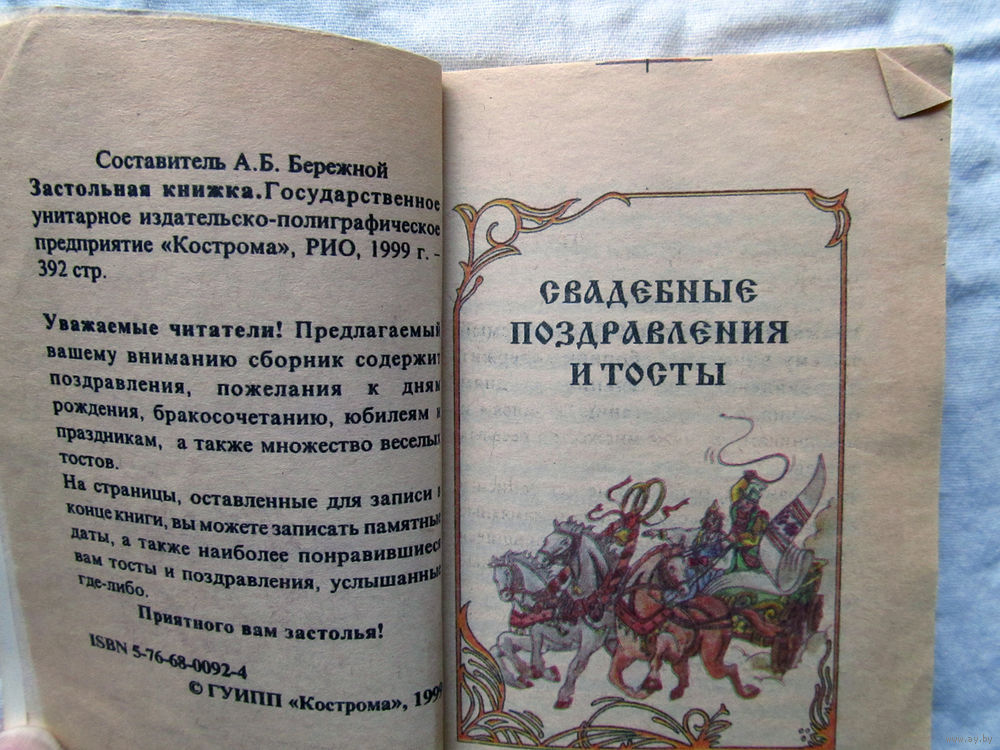 Составитель А.Б. Бережной
Застольная книжка.Государственное
унитарное издательско-полиграфическое
предприятие «Кострома», РИО, 1999 г. –
392 стр.
Уважаемые читатели! Предлагаемый
вашему вниманию сборник содержит
поздравления, пожелания к дням
рождения, бракосочетанию, юбилеям и
праздникам, а также множество веселых
тостов.
На страницы, оставленные для записи в
конце книги, вы можете записать памятные
даты, а также наиболее понравившиеся
вам тосты и поздравления, услышанные
где-либо.
Приятного вам застолья!
ISBN 5-76-68-0092-4
© ГУИПП «Кострома», 1999
СВАДЕБНЫЕ
ПОЗДРАВЛЕНИЯ
И ТОСТЫ
ay.by